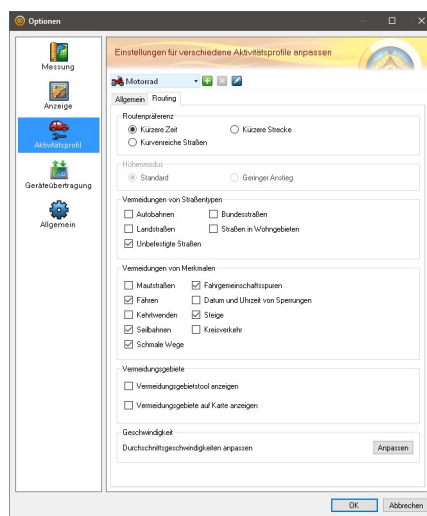 Optionen
Messung
Anzeige
Aktivitätsprofil
Geräteübertragung
Allgemein
Einstellungen für verschiedene Aktivitätsprofile anpassen
Motorrad
Allgemein Routing
Routenpräferenz
Kürzere Zeit Kürzere Strecke
Kurvenreiche Straßen
Höhenmodus
Standard Geringer Anstieg
Vermeidungen von Straßentypen
Autobahnen Bundesstraßen
Landstraßen Straßen in Wohngebieten
Unbefestigte Straßen
Vermeidungen von Merkmalen
Mautstraßen Fahrgemeinschaftsspuren
Fähren Datum und Uhrzeit von Sperrungen
Kehrtwenden Steige
Seilbahnen Kreisverkehr
Schmale Wege
Vermeidungsgebiete
Vermeidungsgebietstool anzeigen
Vermeidungsgebiete auf Karte anzeigen
Geschwindigkeit
Durchschnittsgeschwindigkeiten anpassen Anpassen
OK Abbrechen